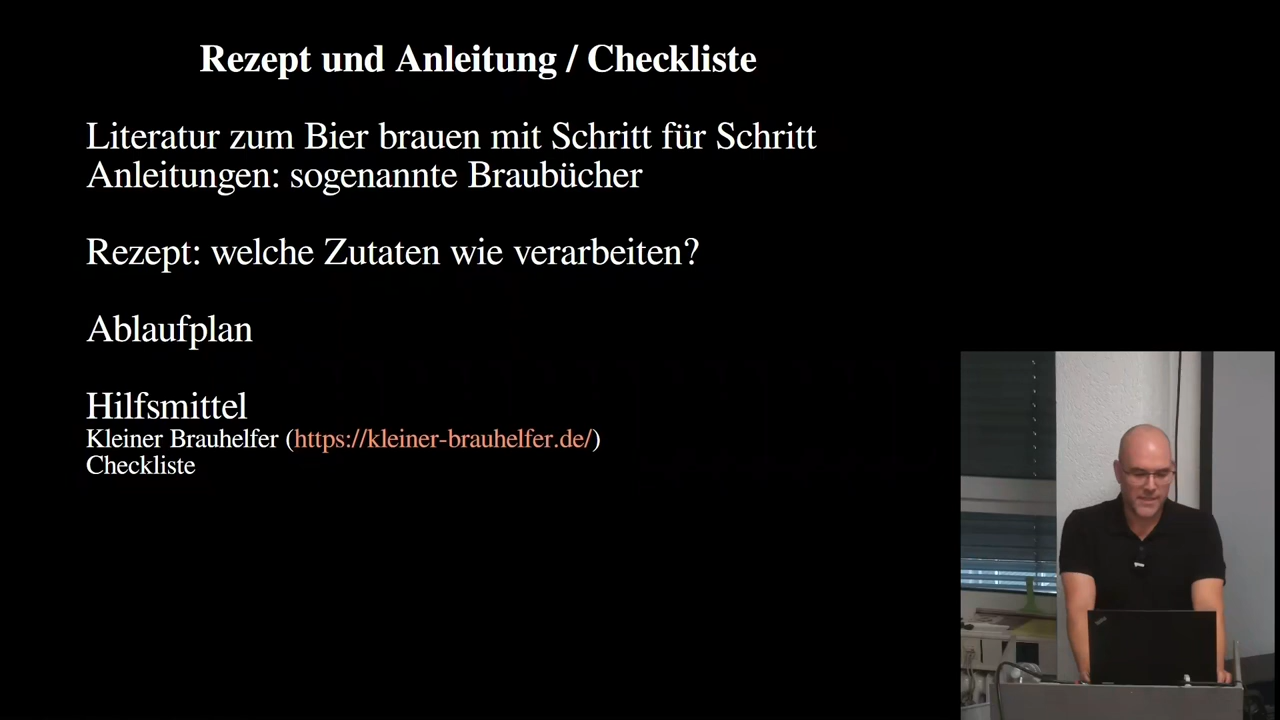 Rezept und Anleitung / Checkliste
Literatur zum Bier brauen mit Schritt für Schritt
Anleitungen: sogenannte Braubücher
Rezept: welche Zutaten wie verarbeiten?
Ablaufplan
Hilfsmittel
Kleiner Brauhelfer (https://kleiner-brauhelfer.de/)
Checkliste